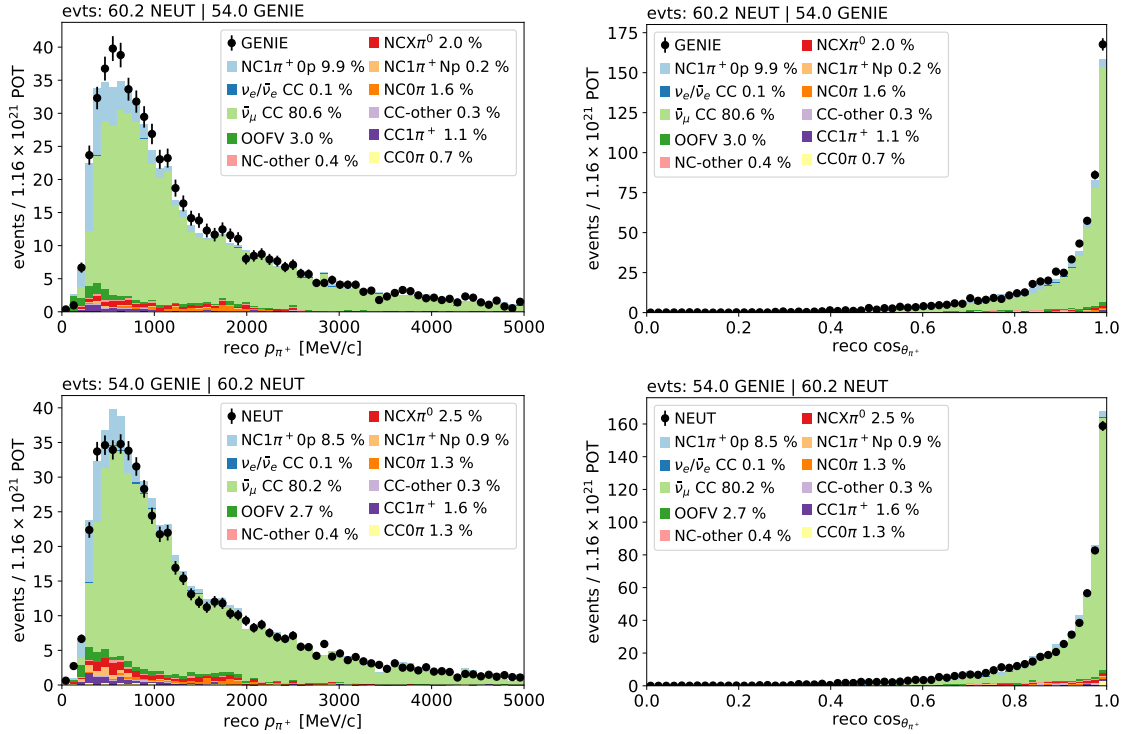 evts: 60.2 NEUT | 54.0 GENIE
events / 1.16 × 10²¹ POT
40
35
30
25
20
15
10
5
0
GENIE
NC1π⁺0p 9.9 %
νₑ/ν̄ₑ CC 0.1 %
ν̄_μ CC 80.6 %
OOFV 3.0 %
NC-other 0.4 %
NCXπ⁰ 2.0 %
NC1π⁺Np 0.2 %
NC0π 1.6 %
CC-other 0.3 %
CC1π⁺ 1.1 %
CC0π 0.7 %
0 1000 2000 3000 4000 5000
reco p_π⁺ [MeV/c]
evts: 60.2 NEUT | 54.0 GENIE
events / 1.16 × 10²¹ POT
175
150
125
100
75
50
25
0
GENIE
NC1π⁺0p 9.9 %
νₑ/ν̄ₑ CC 0.1 %
ν̄_μ CC 80.6 %
OOFV 3.0 %
NC-other 0.4 %
NCXπ⁰ 2.0 %
NC1π⁺Np 0.2 %
NC0π 1.6 %
CC-other 0.3 %
CC1π⁺ 1.1 %
CC0π 0.7 %
0.0 0.2 0.4 0.6 0.8 1.0
reco cos_θ_π⁺
evts: 54.0 GENIE | 60.2 NEUT
events / 1.16 × 10²¹ POT
40
35
30
25
20
15
10
5
0
NEUT
NC1π⁺0p 8.5 %
νₑ/ν̄ₑ CC 0.1 %
ν̄_μ CC 80.2 %
OOFV 2.7 %
NC-other 0.4 %
NCXπ⁰ 2.5 %
NC1π⁺Np 0.9 %
NC0π 1.3 %
CC-other 0.3 %
CC1π⁺ 1.6 %
CC0π 1.3 %
0 1000 2000 3000 4000 5000
reco p_π⁺ [MeV/c]
evts: 54.0 GENIE | 60.2 NEUT
events / 1.16 × 10²¹ POT
160
140
120
100
80
60
40
20
0
NEUT
NC1π⁺0p 8.5 %
νₑ/ν̄ₑ CC 0.1 %
ν̄_μ CC 80.2 %
OOFV 2.7 %
NC-other 0.4 %
NCXπ⁰ 2.5 %
NC1π⁺Np 0.9 %
NC0π 1.3 %
CC-other 0.3 %
CC1π⁺ 1.6 %
CC0π 1.3 %
0.0 0.2 0.4 0.6 0.8 1.0
reco cos_θ_π⁺